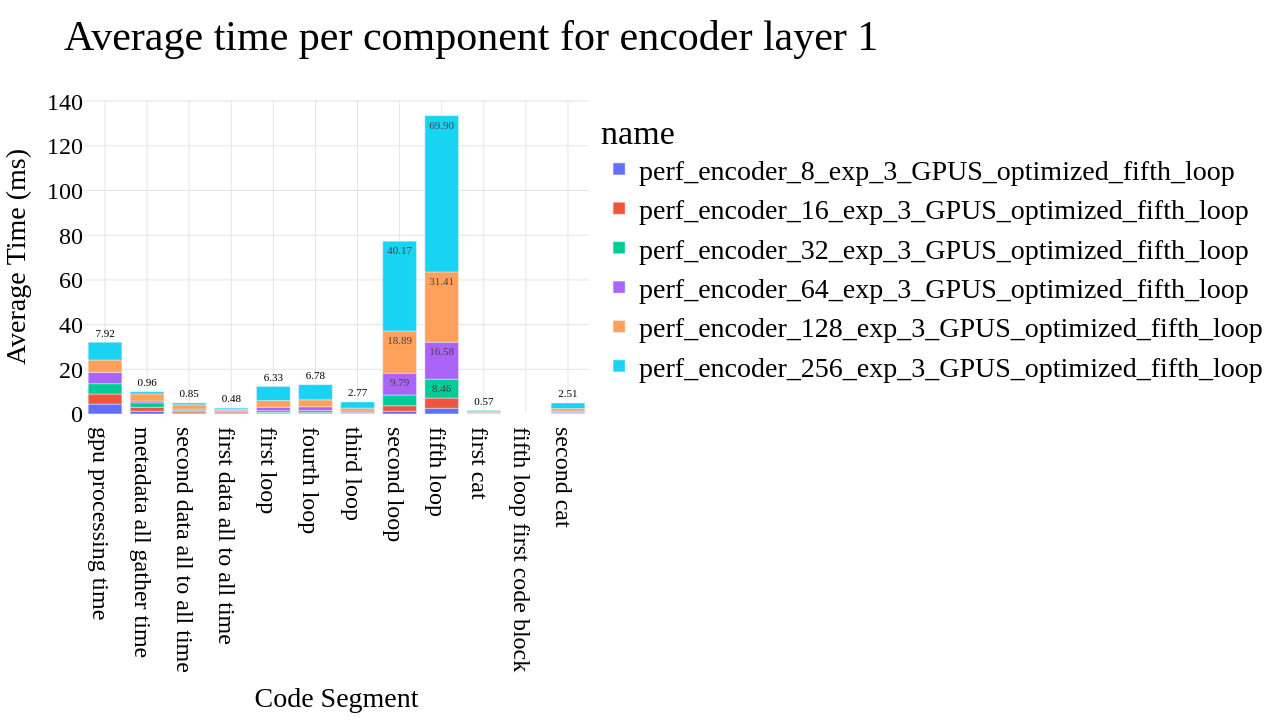 Average time per component for encoder layer 1
140
120
100
80
60
40
20
0
Average Time (ms)
7.92
0.96
0.85
0.48
6.33
6.78
2.77
40.17
18.89
9.79
69.90
31.41
16.58
8.46
0.57
2.51
gpu processing time
metadata all gather time
second data all to all time
first data all to all time
first loop
fourth loop
third loop
second loop
fifth loop
first cat
fifth loop first code block
second cat
Code Segment
name
perf_encoder_8_exp_3_GPUS_optimized_fifth_loop
perf_encoder_16_exp_3_GPUS_optimized_fifth_loop
perf_encoder_32_exp_3_GPUS_optimized_fifth_loop
perf_encoder_64_exp_3_GPUS_optimized_fifth_loop
perf_encoder_128_exp_3_GPUS_optimized_fifth_loop
perf_encoder_256_exp_3_GPUS_optimized_fifth_loop